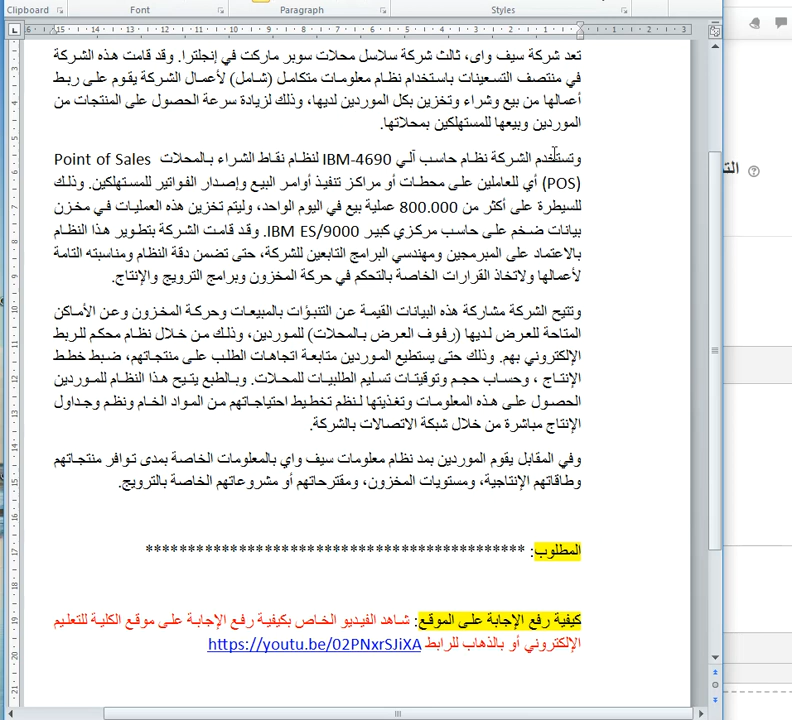 Clipboard
Font
Paragraph
Styles
تعد شركة سيف واى، ثالث شركة سلاسل محلات سوبر ماركت في إنجلترا. وقد قامت هذه الشركة
في منتصف التسعينات باستخدام نظام معلومات متكامل (شامل) لأعمال الشركة يقوم على ربط
أعمالها من بيع وشراء وتخزين بكل الموردين لديها، وذلك لزيادة سرعة الحصول على المنتجات من
الموردين وبيعها للمستهلكين بمحلاتها.
وتستخدم الشركة نظام حاسب آلي IBM-4690 لنظام نقاط الشراء بالمحلات Point of Sales
(POS) أي للعاملين على محطات أو مراكز تنفيذ أوامر البيع وإصدار الفواتير للمستهلكين. وذلك
للسيطرة على أكثر من 800.000 عملية بيع في اليوم الواحد، وليتم تخزين هذه العمليات في مخزن
بيانات ضخم على حاسب مركزي كبير IBM ES/9000. وقد قامت الشركة بتطوير هذا النظام
بالاعتماد على المبرمجين ومهندسي البرامج التابعين للشركة، حتى تضمن دقة النظام ومناسبته التامة
لأعمالها ولاتخاذ القرارات الخاصة بالتحكم في حركة المخزون وبرامج الترويج والإنتاج.
وتتيح الشركة مشاركة هذه البيانات القيمة عن التنبؤات بالمبيعات وحركة المخزون وعن الأماكن
المتاحة للعرض لديها (رفوف العرض بالمحلات) للموردين، وذلك من خلال نظام محكم للربط
الإلكتروني بهم. وذلك حتى يستطيع الموردين متابعة اتجاهات الطلب على منتجاتهم، ضبط خطط
الإنتاج ، وحساب حجم وتوقيتات تسليم الطلبيات للمحلات. وبالطبع يتيح هذا النظام للموردين
الحصول على هذه المعلومات وتغذيتها لنظم تخطيط احتياجاتهم من المواد الخام ونظم وجداول
الإنتاج مباشرة من خلال شبكة الاتصالات بالشركة.
وفي المقابل يقوم الموردين بمد نظام معلومات سيف واي بالمعلومات الخاصة بمدى توافر منتجاتهم
وطاقاتهم الإنتاجية، ومستويات المخزون، ومقترحاتهم أو مشروعاتهم الخاصة بالترويج.
المطلوب: *********************************************
كيفية رفع الإجابة على الموقع: شاهد الفيديو الخاص بكيفية رفع الإجابة على موقع الكلية للتعليم
الإلكتروني أو بالذهاب للرابط https://youtu.be/02PNxrSJiXA